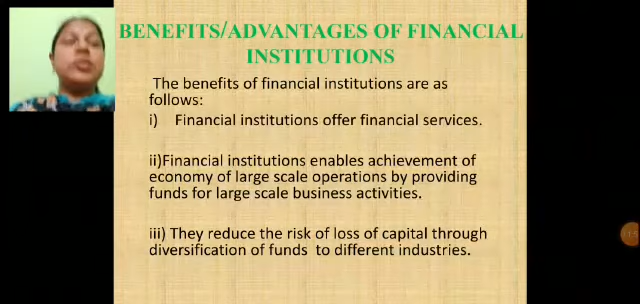 BENEFITS/ADVANTAGES OF FINANCIAL
INSTITUTIONS
The benefits of financial institutions are as
follows:
i) Financial institutions offer financial services.
ii)Financial institutions enables achievement of
economy of large scale operations by providing
funds for large scale business activities.
iii) They reduce the risk of loss of capital through
diversification of funds to different industries.